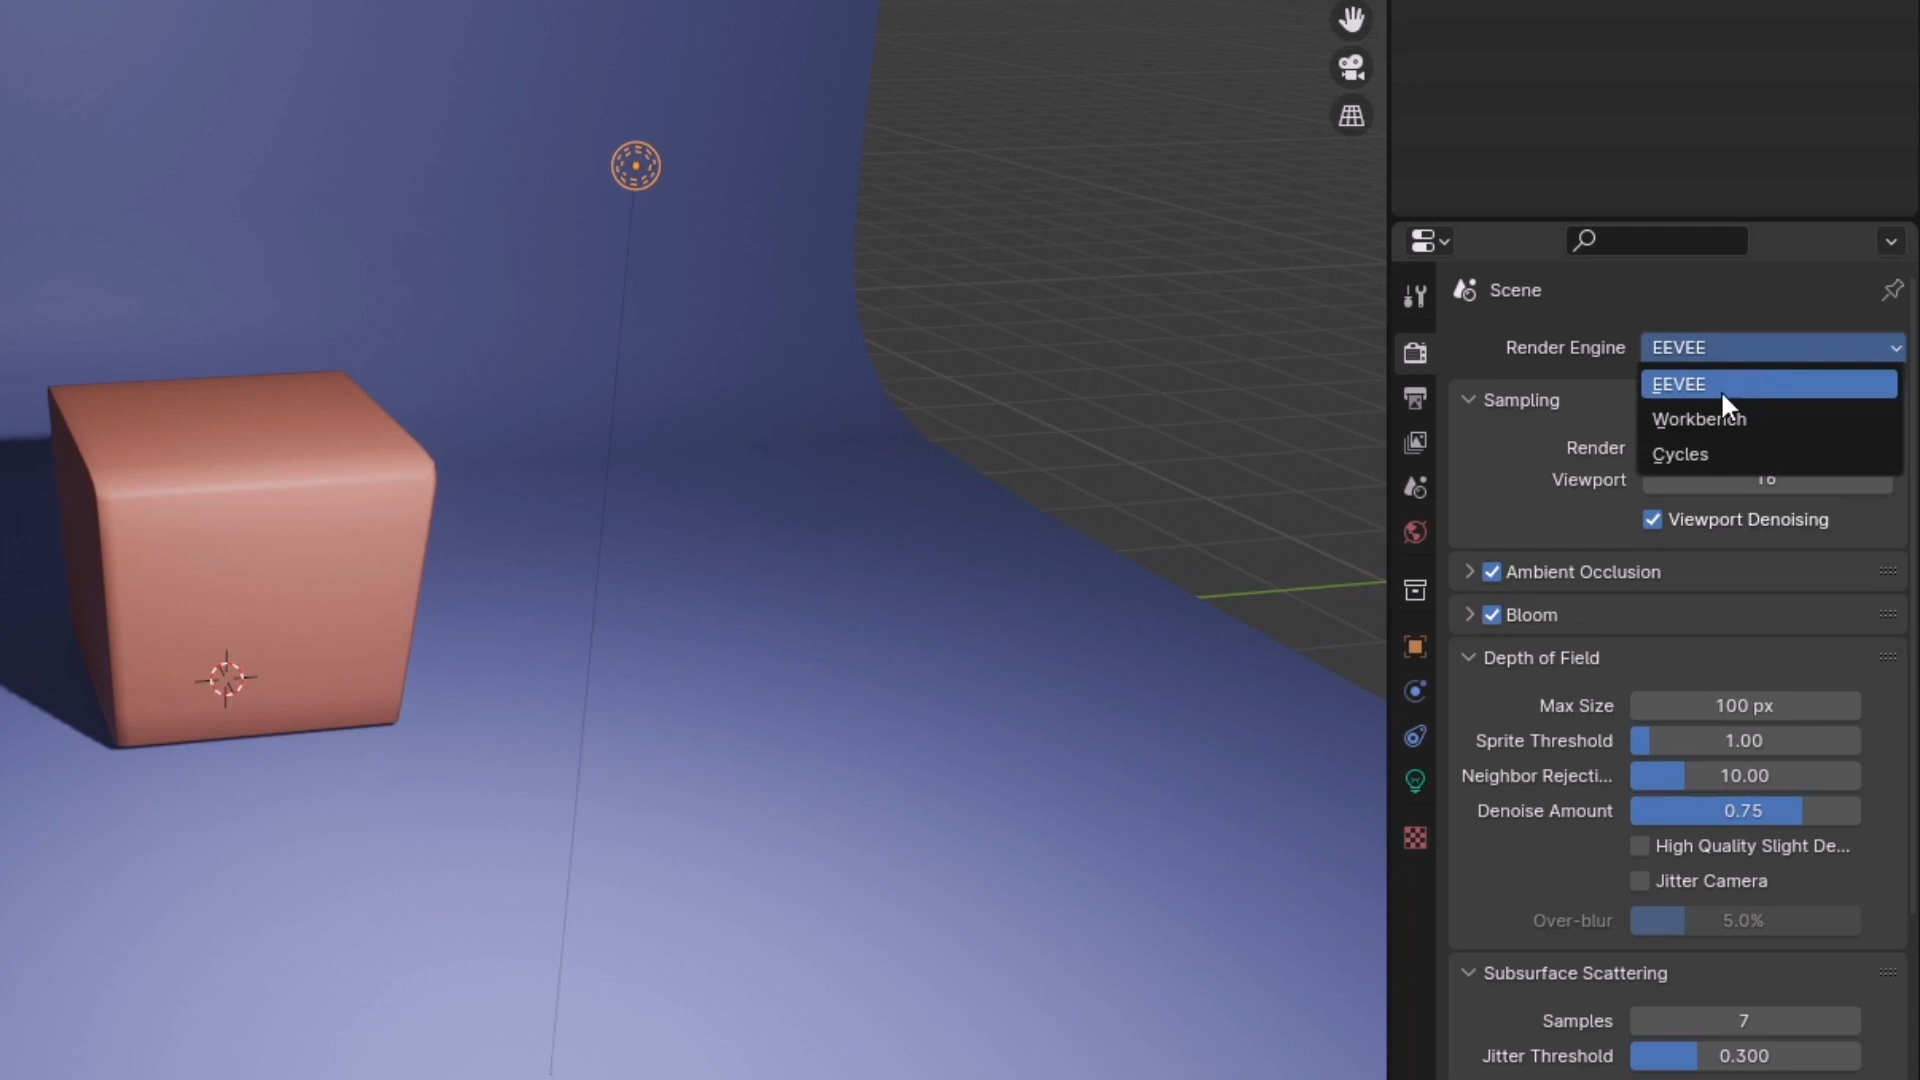 Scene
Render Engine EEVEE
EEVEE
Workbench
Cycles
Sampling
Render
Viewport 16
Viewport Denoising
Ambient Occlusion
Bloom
Depth of Field
Max Size 100 px
Sprite Threshold 1.00
Neighbor Rejecti... 10.00
Denoise Amount 0.75
High Quality Slight De...
Jitter Camera
Over-blur 5.0%
Subsurface Scattering
Samples 7
Jitter Threshold 0.300